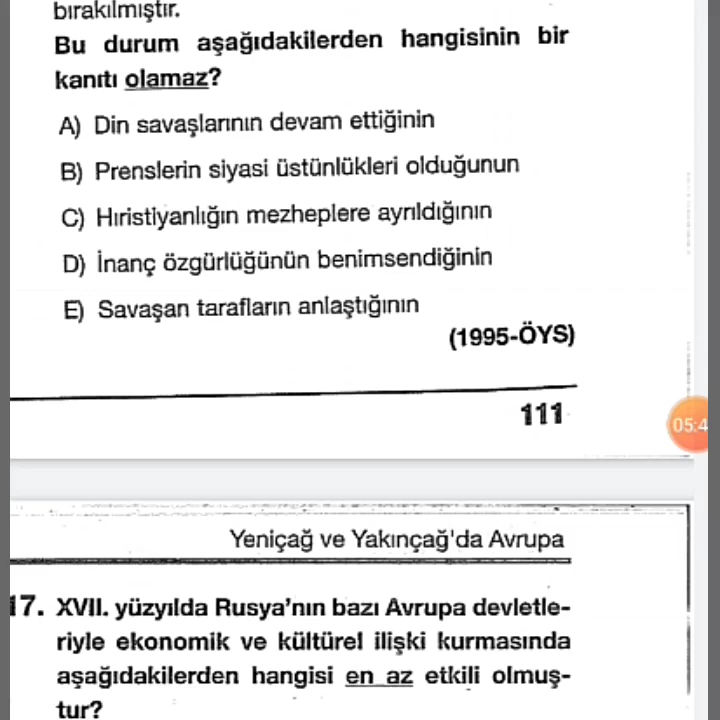 bırakılmıştır.
Bu durum aşağıdakilerden hangisinin bir
kanıtı olamaz?
A) Din savaşlarının devam ettiğinin
B) Prenslerin siyasi üstünlükleri olduğunun
C) Hıristiyanlığın mezheplere ayrıldığının
D) İnanç özgürlüğünün benimsendiğinin
E) Savaşan tarafların anlaştığının
(1995-ÖYS)
111
05:4
Yeniçağ ve Yakınçağ'da Avrupa
17. XVII. yüzyılda Rusya'nın bazı Avrupa devletle-
riyle ekonomik ve kültürel ilişki kurmasında
aşağıdakilerden hangisi en az etkili olmuş-
tur?